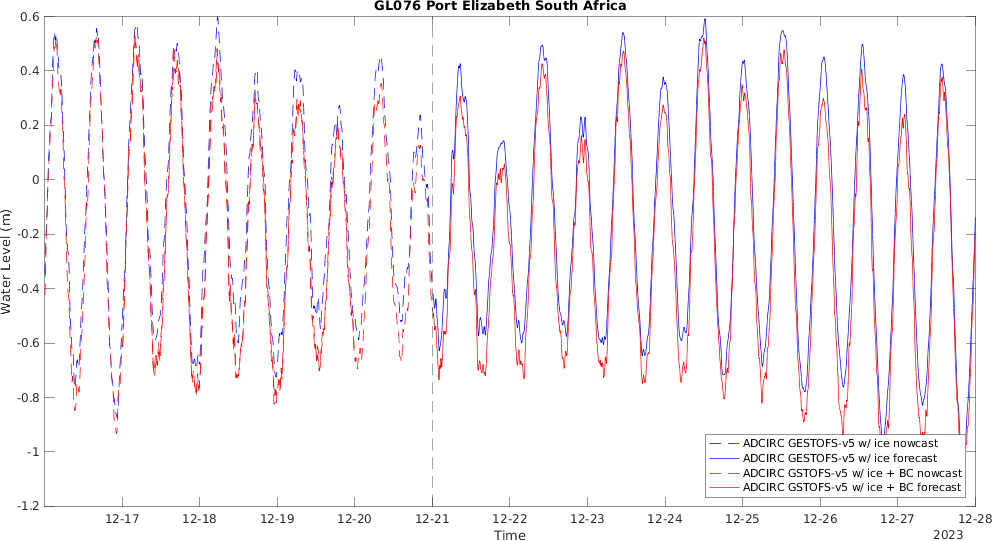 GL076 Port Elizabeth South Africa
0.6
0.4
0.2
0
-0.2
-0.4
-0.6
-0.8
-1
-1.2
Water Level (m)
ADCIRC GESTOFS-v5 w/ ice nowcast
ADCIRC GESTOFS-v5 w/ ice forecast
ADCIRC GSTOFS-v5 w/ ice + BC nowcast
ADCIRC GSTOFS-v5 w/ ice + BC forecast
12-17 12-18 12-19 12-20 12-21 12-22 12-23 12-24 12-25 12-26 12-27 12-28
Time
2023